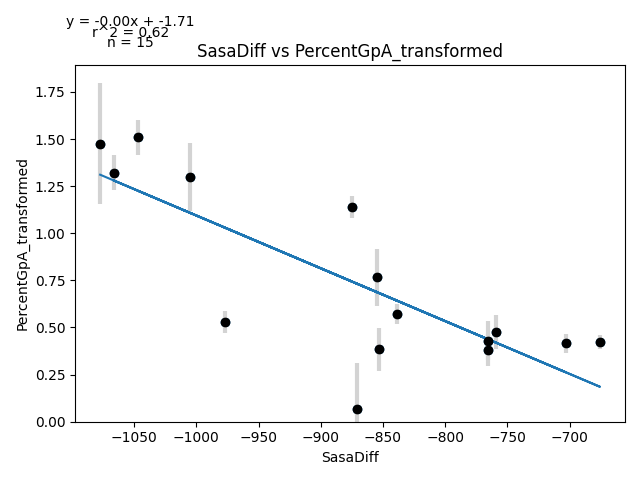 y = -0.00x + -1.71
r^2 = 0.62
n = 15
SasaDiff vs PercentGpA_transformed
1.75
1.50
1.25
1.00
0.75
0.50
0.25
0.00
PercentGpA_transformed
−1050 −1000 −950 −900 −850 −800 −750 −700
SasaDiff